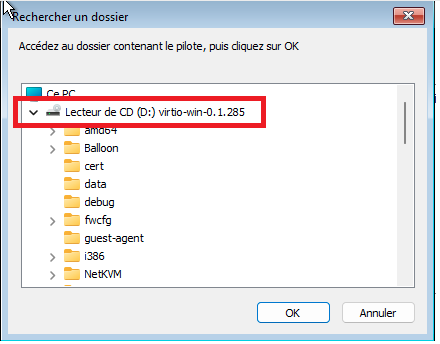 Rechercher un dossier
Accédez au dossier contenant le pilote, puis cliquez sur OK
Ce PC
Lecteur de CD (D:) virtio-win-0.1.285
amd64
Balloon
cert
data
debug
fwcfg
guest-agent
i386
NetKVM
OK
Annuler